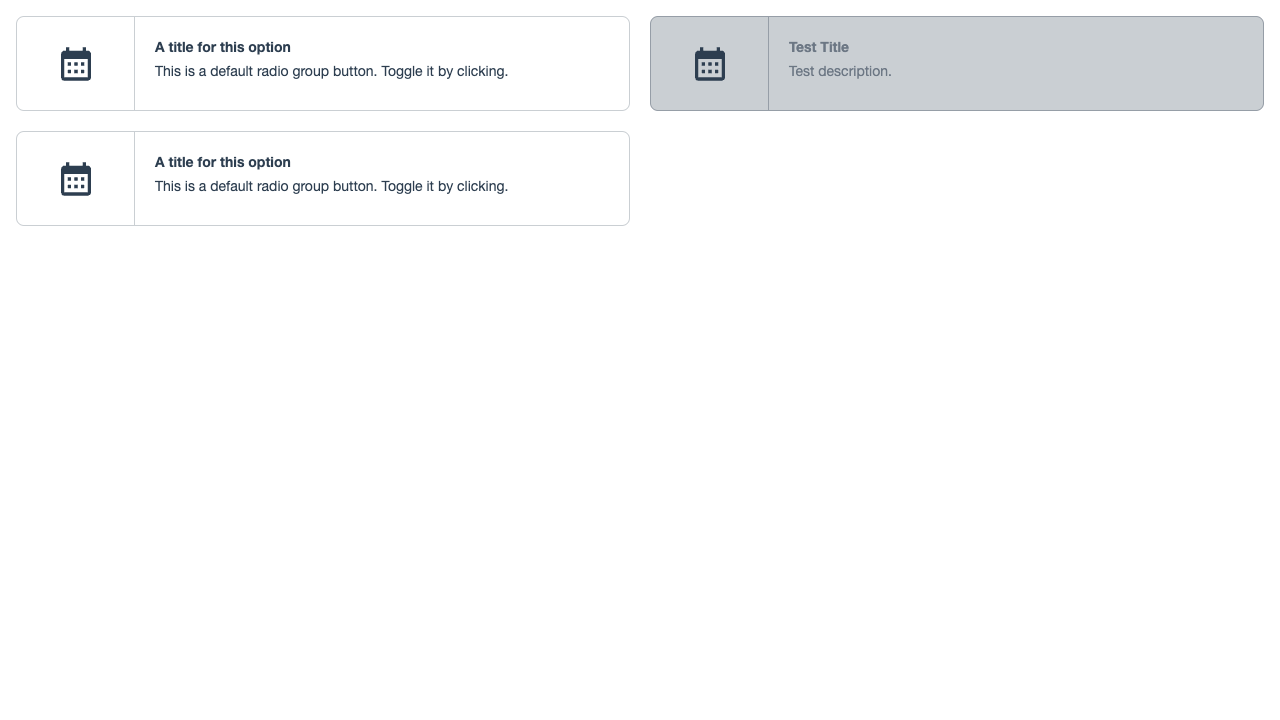 A title for this option
This is a default radio group button. Toggle it by clicking.
Test Title
Test description.
A title for this option
This is a default radio group button. Toggle it by clicking.